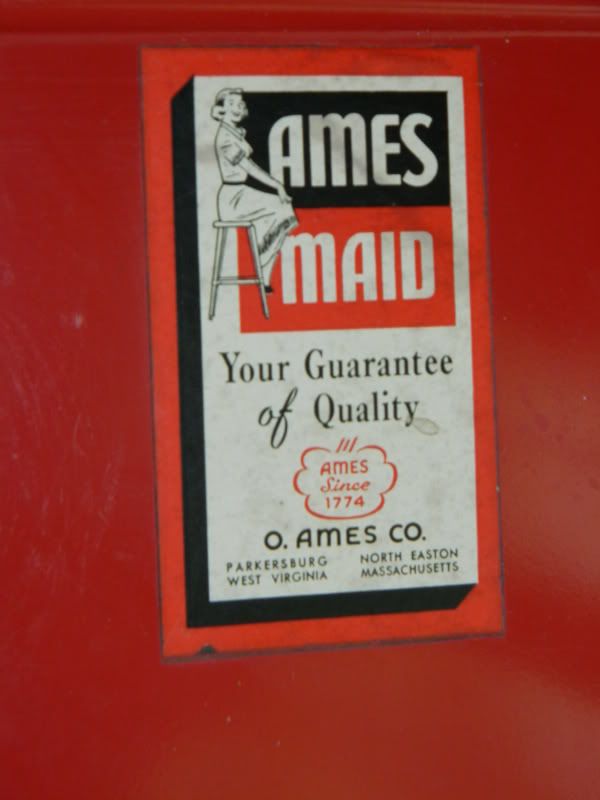 AMES
MAID
Your Guarantee
of Quality
AMES
Since
1774
O. AMES CO.
PARKERSBURG
WEST VIRGINIA
NORTH EASTON
MASSACHUSETTS